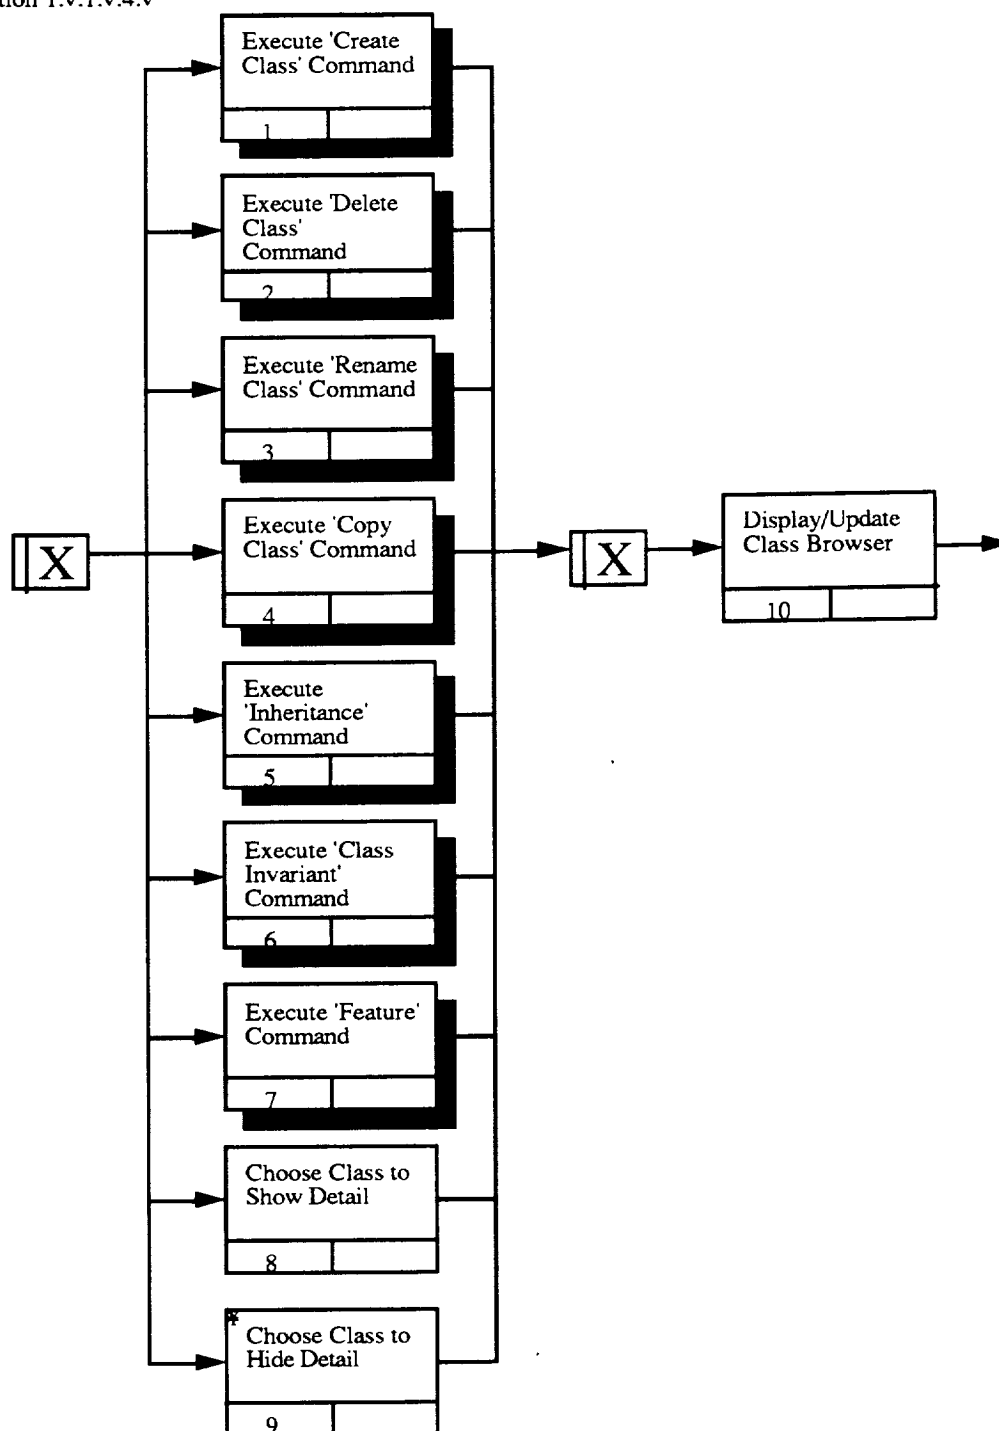 Execute 'Create
Class' Command
1
Execute 'Delete
Class'
Command
2
Execute 'Rename
Class' Command
3
Execute 'Copy
Class' Command
4
X
X
Display/Update
Class Browser
10
Execute
'Inheritance'
Command
5
Execute 'Class
Invariant'
Command
6
Execute 'Feature'
Command
7
Choose Class to
Show Detail
8
*
Choose Class to
Hide Detail
9